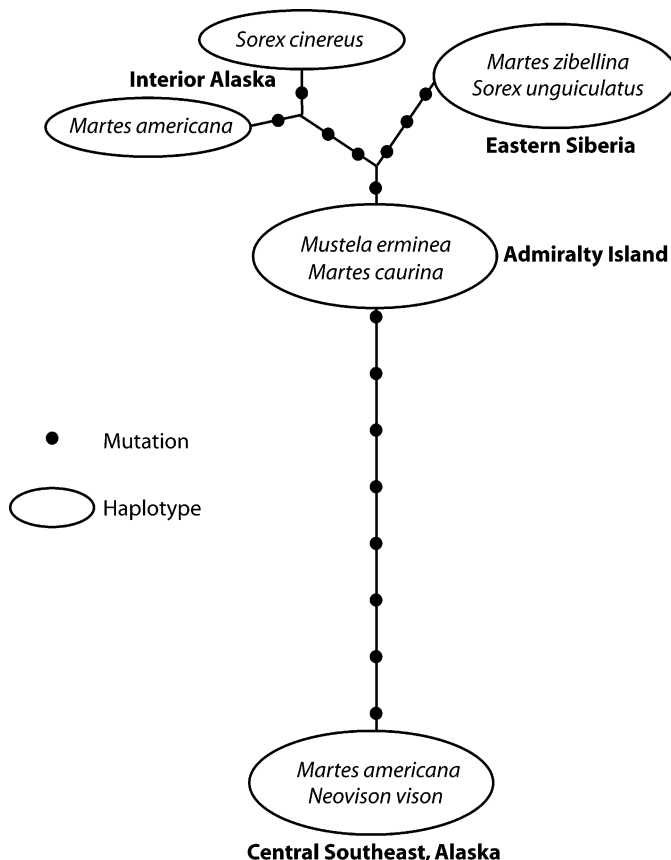 Sorex cinereus
Interior Alaska
Martes americana
Martes zibellina
Sorex unguiculatus
Eastern Siberia
Mustela erminea
Martes caurina
Admiralty Island
Mutation
Haplotype
Martes americana
Neovison vison
Central Southeast, Alaska